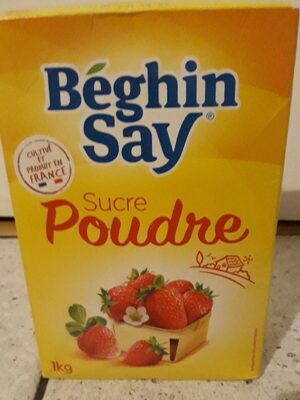 Béghin
Say®
CULTIVÉ
ET
PRODUIT EN
FRANCE
Sucre
Poudre
1kg